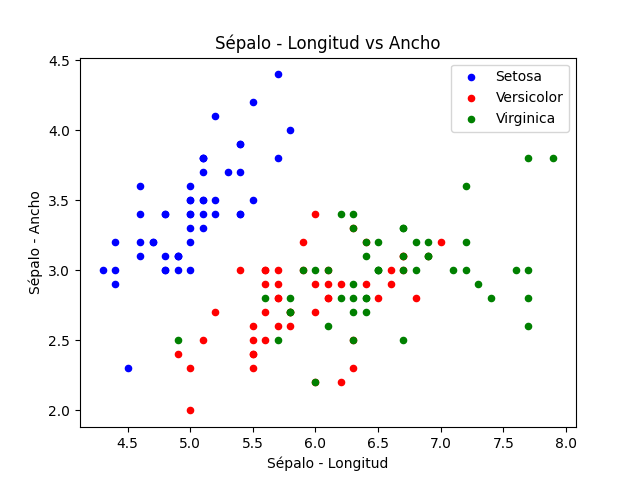 Sépalo - Longitud vs Ancho
Setosa
Versicolor
Virginica
Sépalo - Ancho
4.5
4.0
3.5
3.0
2.5
2.0
4.5 5.0 5.5 6.0 6.5 7.0 7.5 8.0
Sépalo - Longitud